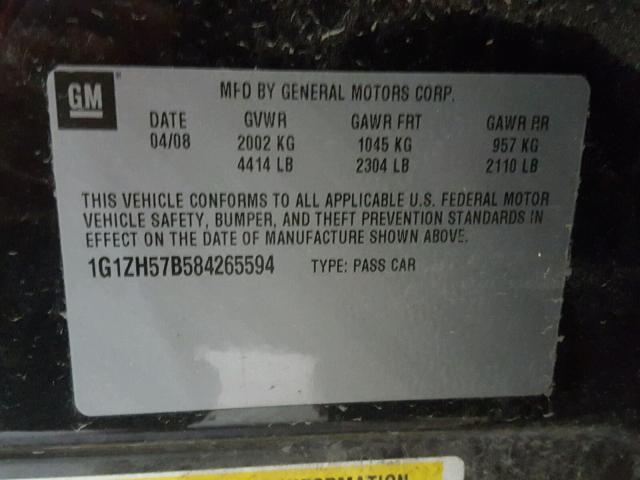 GM
MFD BY GENERAL MOTORS CORP.
DATE GVWR GAWR FRT GAWR RR
04/08 2002 KG 1045 KG 957 KG
4414 LB 2304 LB 2110 LB
THIS VEHICLE CONFORMS TO ALL APPLICABLE U.S. FEDERAL MOTOR
VEHICLE SAFETY, BUMPER, AND THEFT PREVENTION STANDARDS IN
EFFECT ON THE DATE OF MANUFACTURE SHOWN ABOVE.
1G1ZH57B584265594 TYPE: PASS CAR
INFORMATION